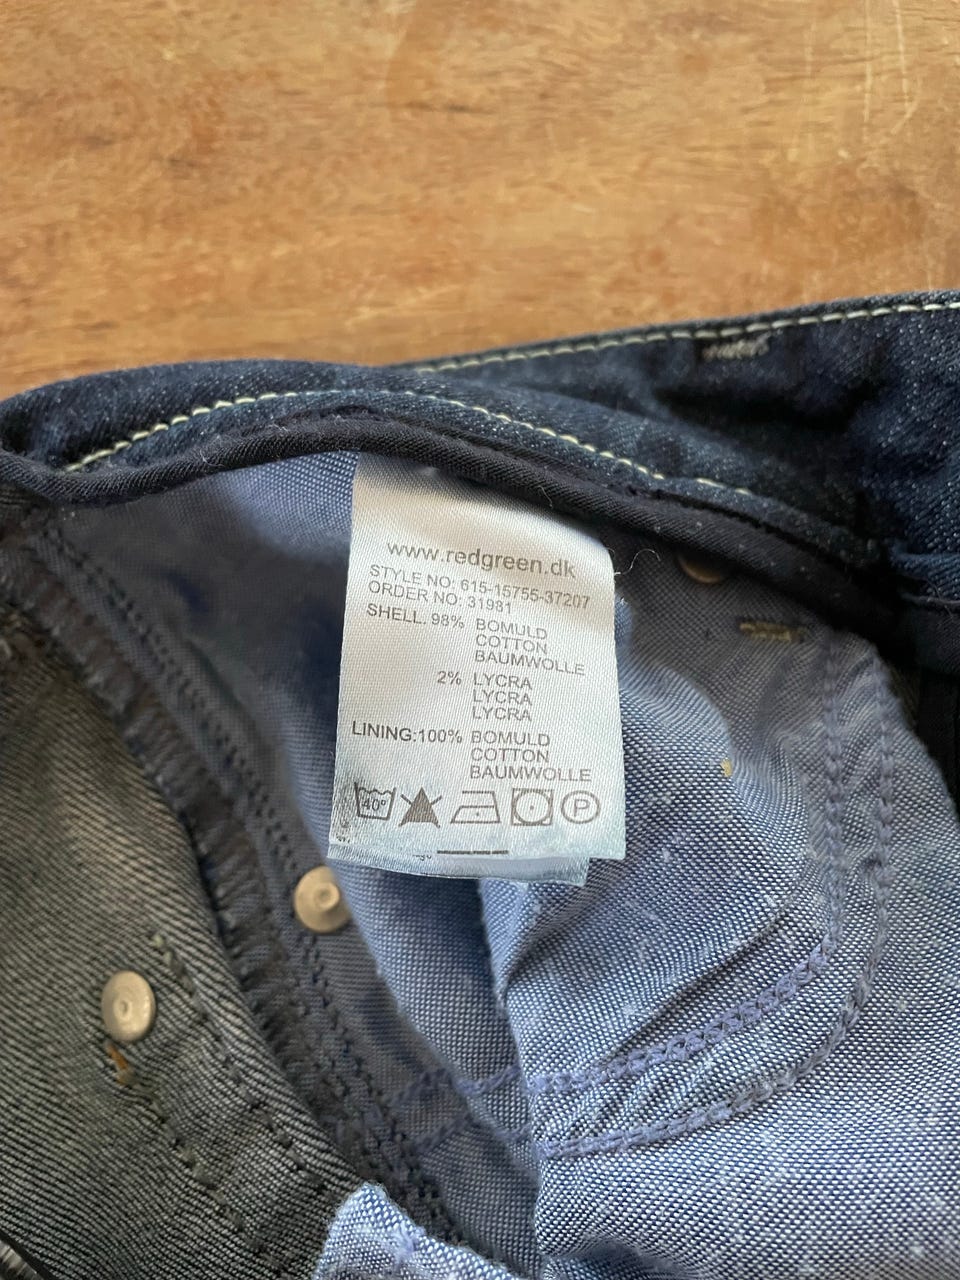 www.redgreen.dk
STYLE NO: 615-15755-37207
ORDER NO: 31981
SHELL. 98% BOMULD
COTTON
BAUMWOLLE
2% LYCRA
LYCRA
LYCRA
LINING:100% BOMULD
COTTON
BAUMWOLLE
40° P